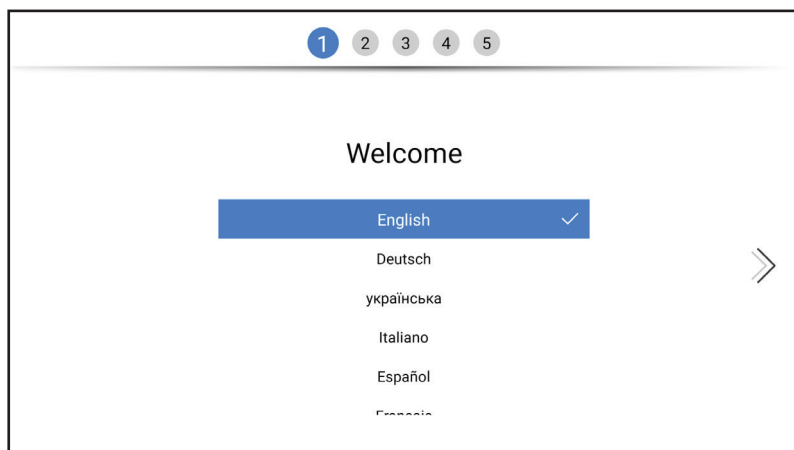 1 2 3 4 5
Welcome
English
Deutsch
українська
Italiano
Español